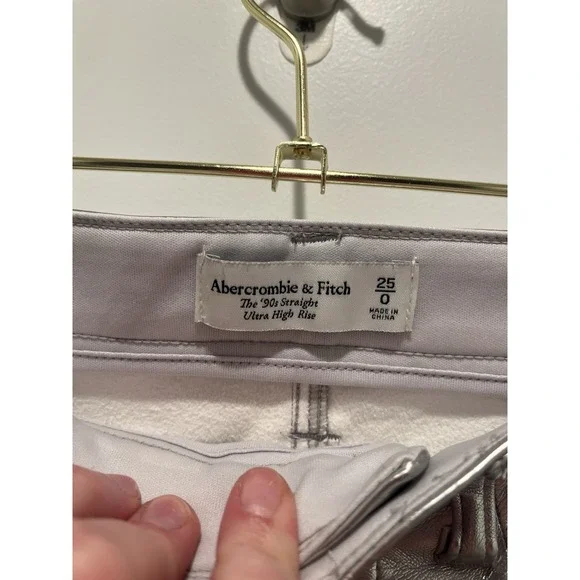 Abercrombie & Fitch
The '90s Straight
Ultra High Rise
25
0
MADE IN
CHINA